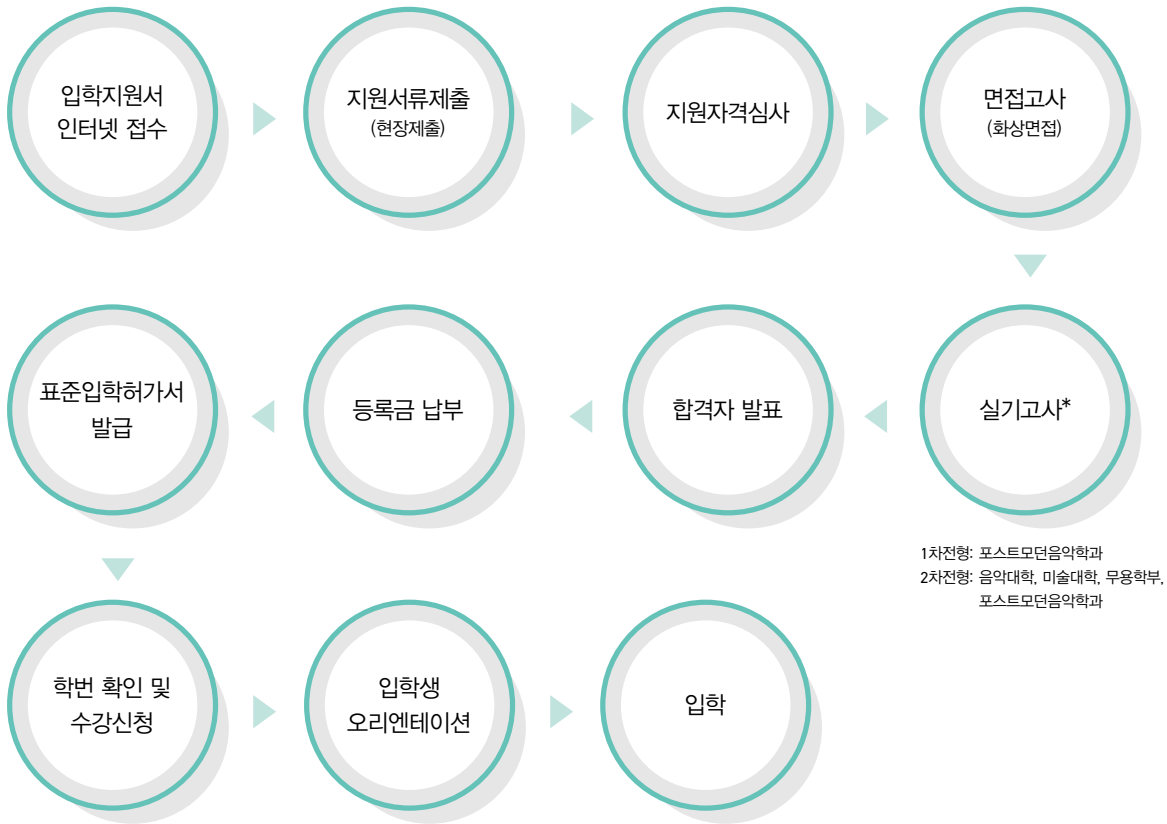 입학지원서
인터넷 접수
지원서류제출
(현장제출)
지원자격심사
면접고사
(화상면접)
실기고사*
1차전형: 포스트모던음악학과
2차전형: 음악대학, 미술대학, 무용학부,
포스트모던음악학과
합격자 발표
등록금 납부
표준입학허가서
발급
학번 확인 및
수강신청
입학생
오리엔테이션
입학